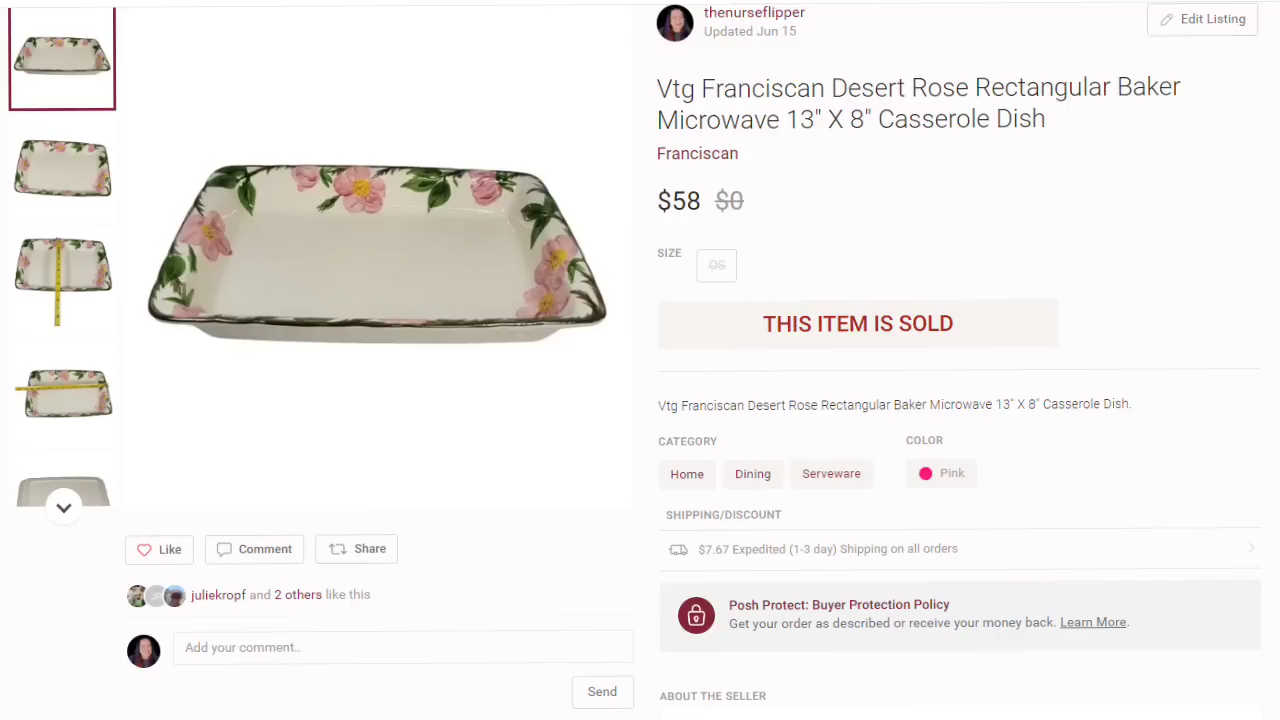 thenurseflipper
Updated Jun 15
Edit Listing
Vtg Franciscan Desert Rose Rectangular Baker
Microwave 13" X 8" Casserole Dish
Franciscan
$58 $0
SIZE
OS
THIS ITEM IS SOLD
Vtg Franciscan Desert Rose Rectangular Baker Microwave 13" X 8" Casserole Dish.
CATEGORY
COLOR
Home
Dining
Serveware
Pink
SHIPPING/DISCOUNT
$7.67 Expedited (1-3 day) Shipping on all orders
Posh Protect: Buyer Protection Policy
Get your order as described or receive your money back. Learn More.
ABOUT THE SELLER
Like
Comment
Share
juliekropf and 2 others like this
Add your comment..
Send